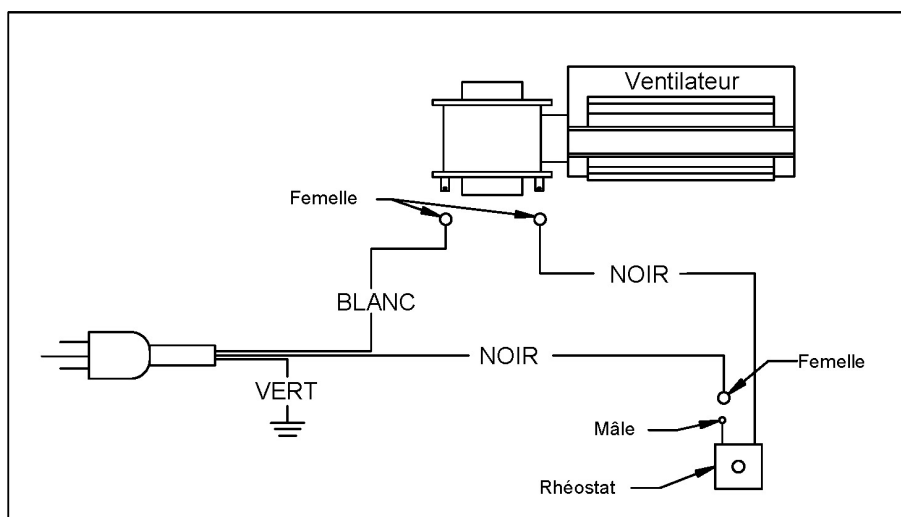 Ventilateur
Femelle
NOIR
BLANC
NOIR
Femelle
VERT
Mâle
Rhéostat